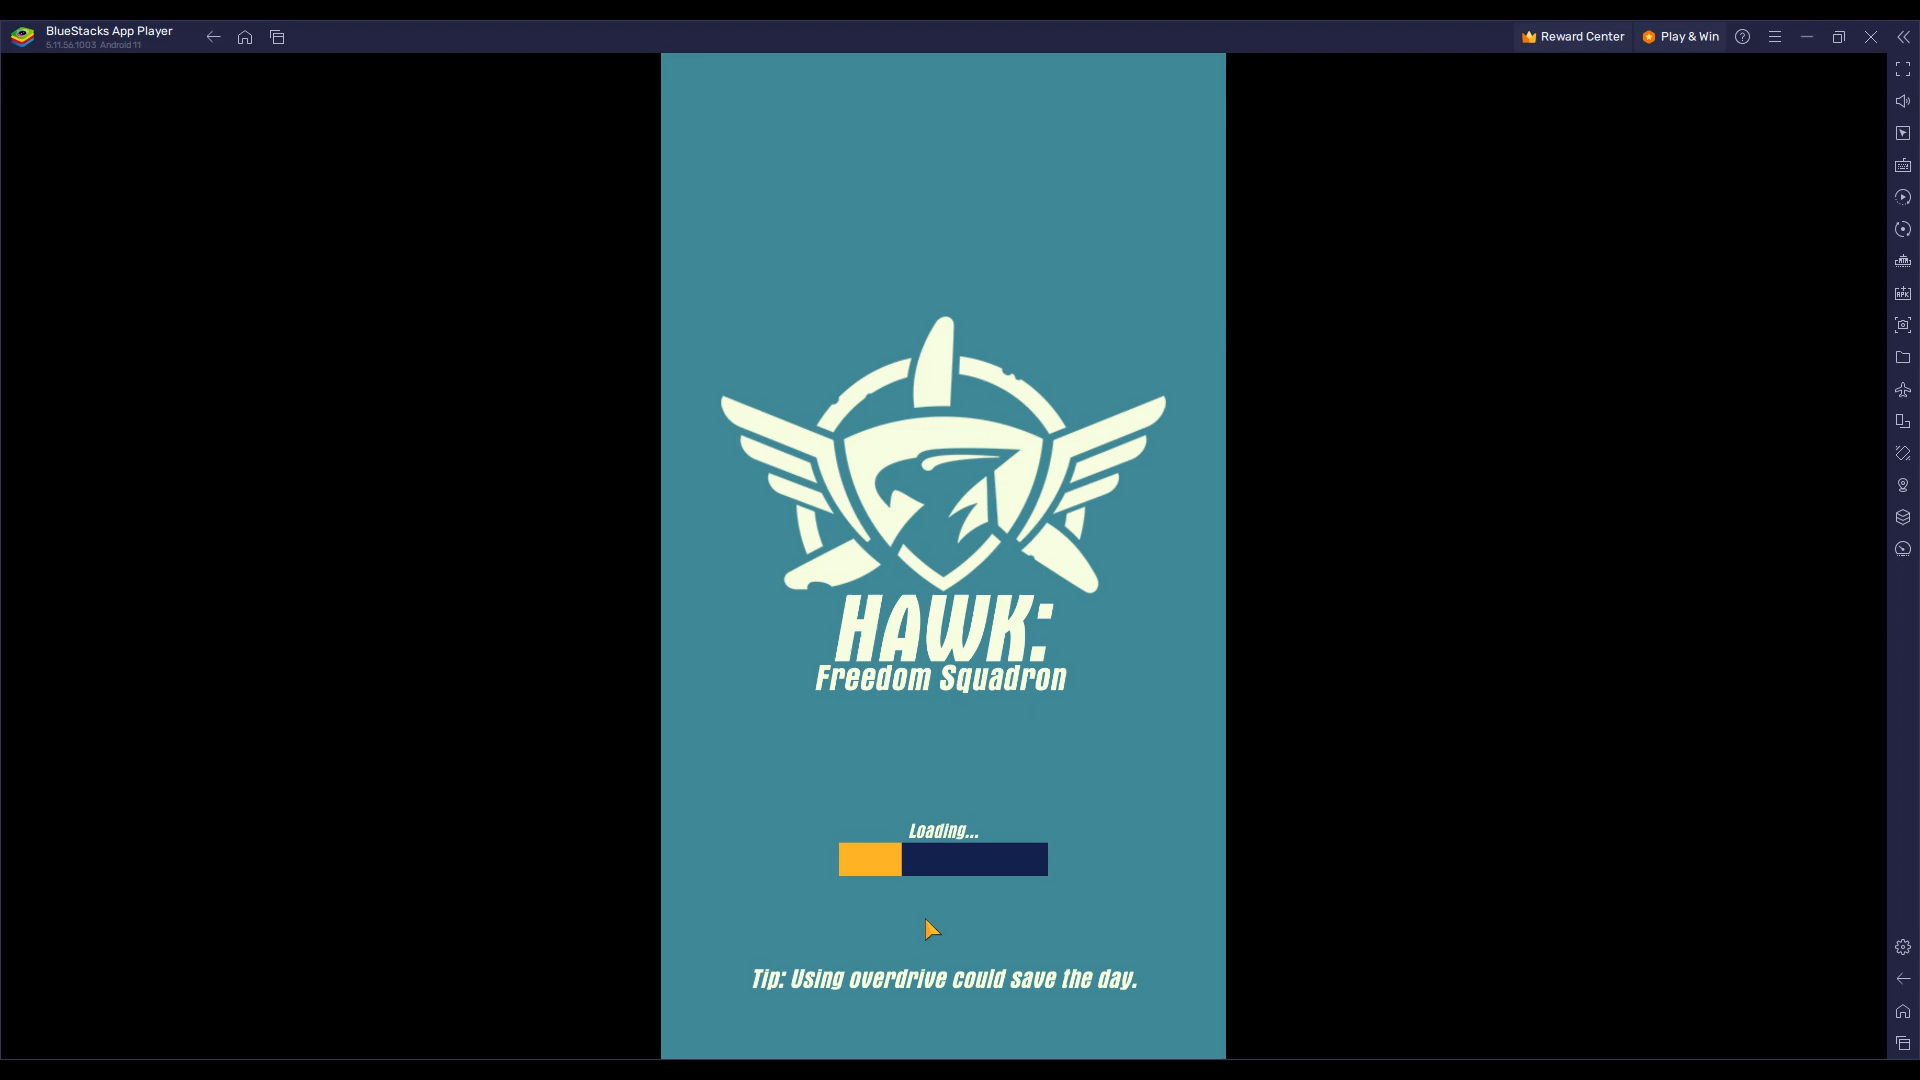 BlueStacks App Player
5.11.56.1003 Android 11
Reward Center
Play & Win
APK
HAWK:
Freedom Squadron
Loading...
Tip: Using overdrive could save the day.